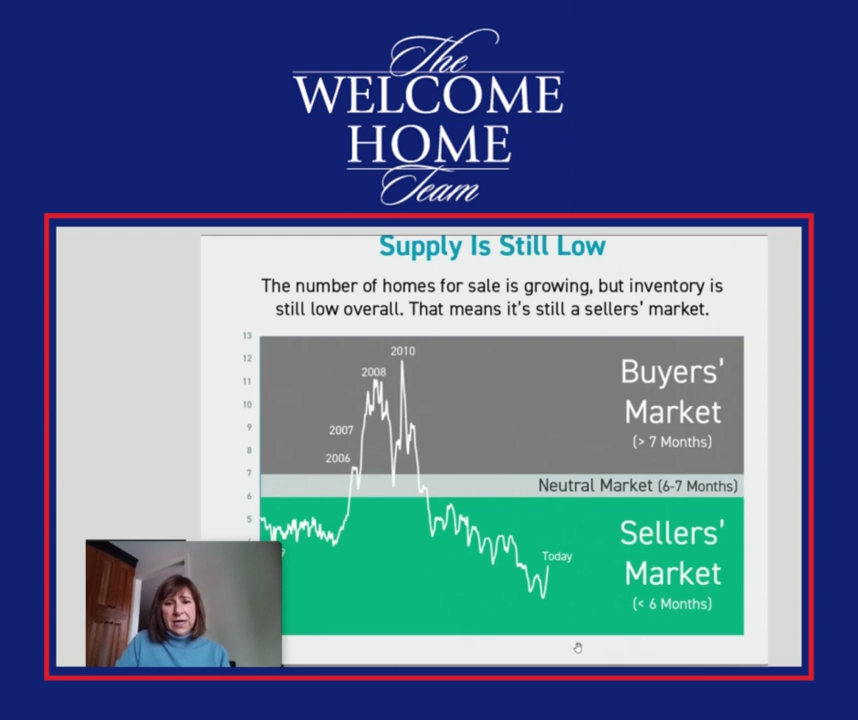 The
WELCOME
HOME
Team
Supply Is Still Low
The number of homes for sale is growing, but inventory is
still low overall. That means it's still a sellers' market.
13
12
11
10
9
8
7
6
5
2010
2008
2007
2006
Buyers'
Market
(> 7 Months)
Neutral Market (6-7 Months)
Sellers'
Market
(< 6 Months)
Today